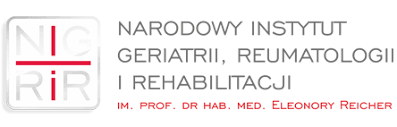 NIG
RiR
NARODOWY INSTYTUT
GERIATRII, REUMATOLOGII
I REHABILITACJI
IM. PROF. DR HAB. MED. ELEONORY REICHER